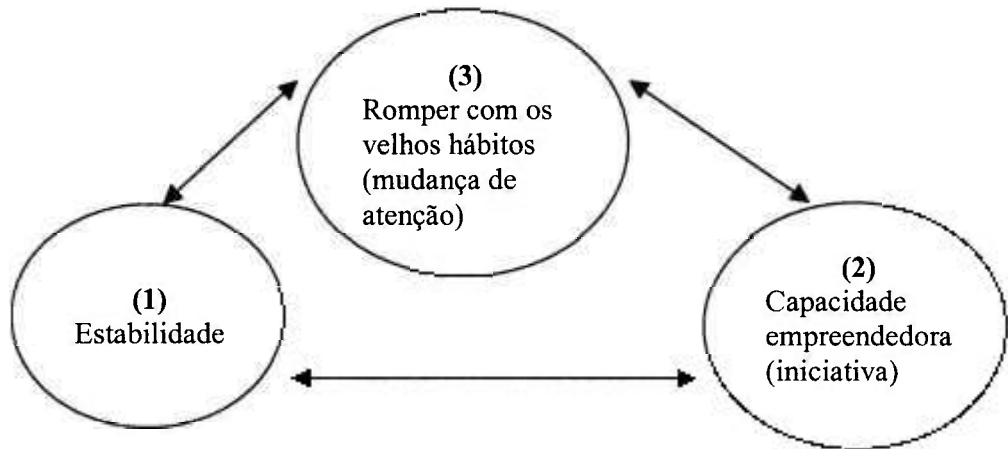 (3)
Romper com os
velhos hábitos
(mudança de
atenção)
(1)
Estabilidade
(2)
Capacidade
empreendedora
(iniciativa)